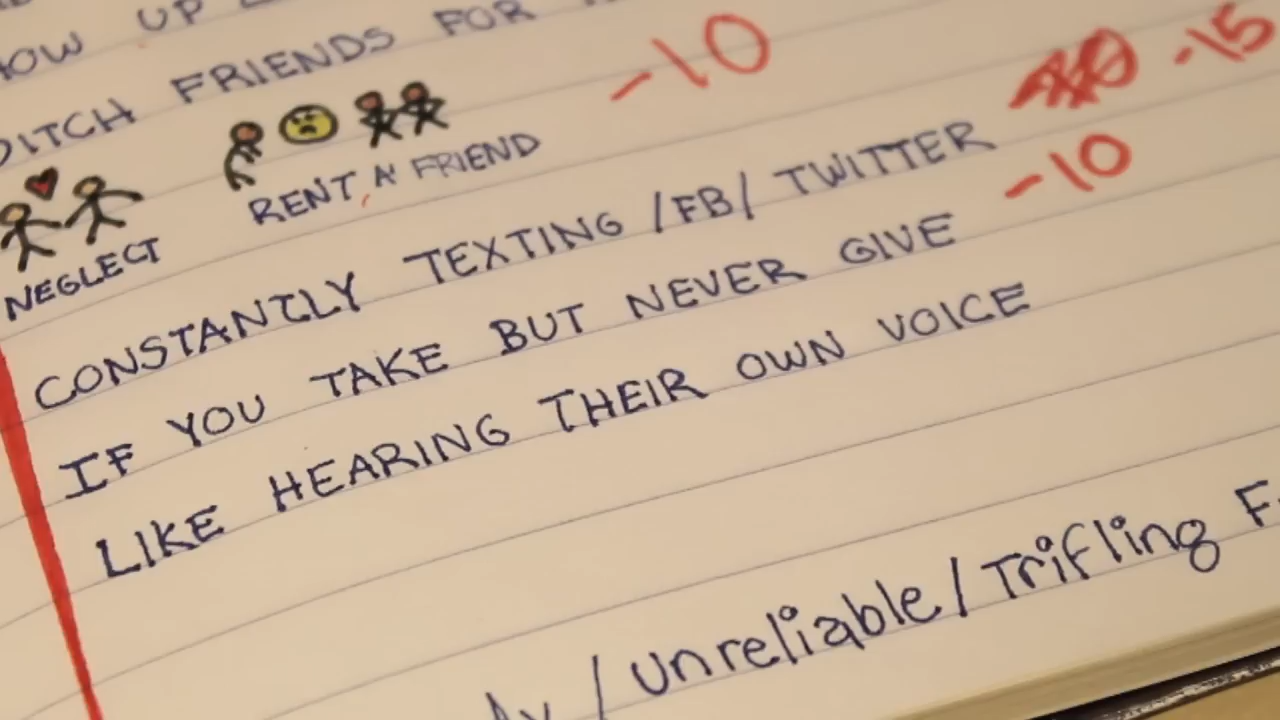 UP
DITCH FRIENDS FOR
-10
RENT A FRIEND
NEGLECT
CONSTANTLY TEXTING /FB/ TWITTER -15
IF YOU TAKE BUT NEVER GIVE -10
LIKE HEARING THEIR OWN VOICE
/ unreliable/Trifling